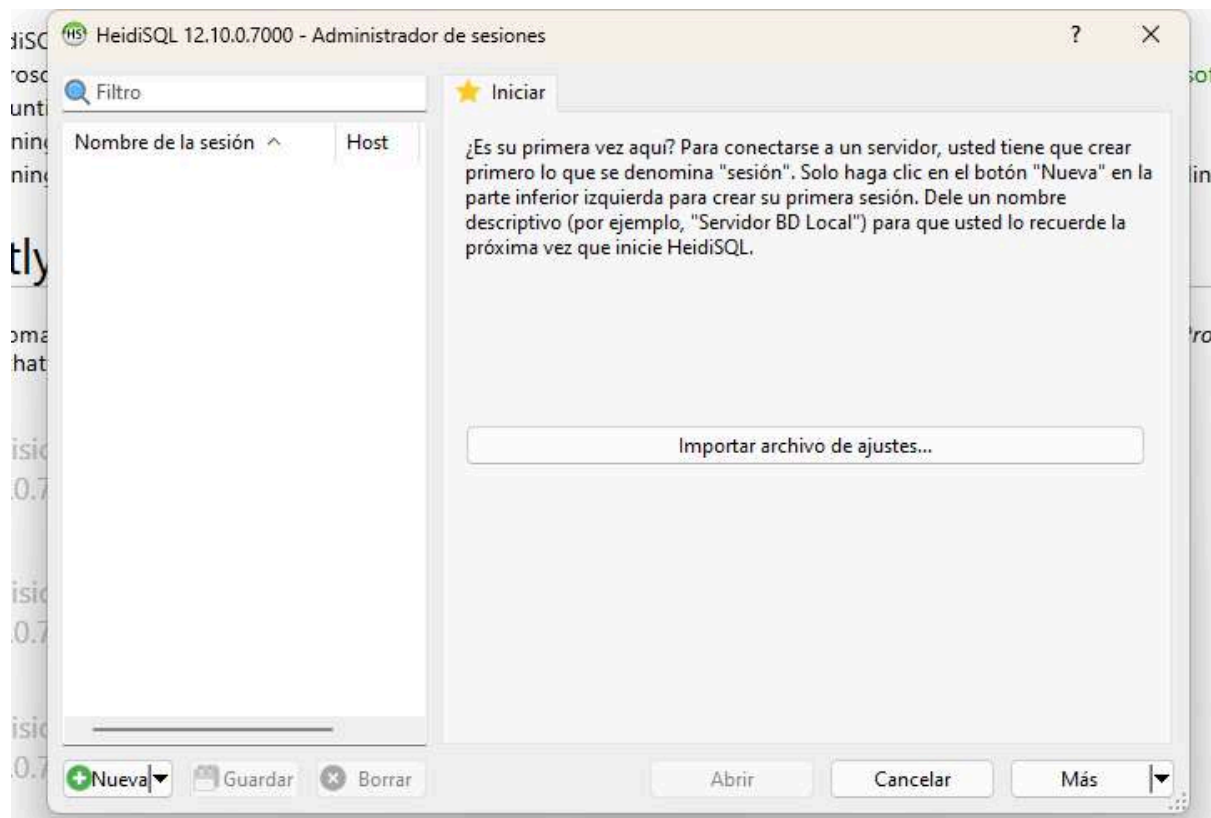 HeidiSQL 12.10.0.7000 - Administrador de sesiones
?
Filtro
Iniciar
Nombre de la sesión
Host
¿Es su primera vez aquí? Para conectarse a un servidor, usted tiene que crear
primero lo que se denomina "sesión". Solo haga clic en el botón "Nueva" en la
parte inferior izquierda para crear su primera sesión. Dele un nombre
descriptivo (por ejemplo, "Servidor BD Local") para que usted lo recuerde la
próxima vez que inicie HeidiSQL.
Importar archivo de ajustes...
Nueva
Guardar
Borrar
Abrir
Cancelar
Más